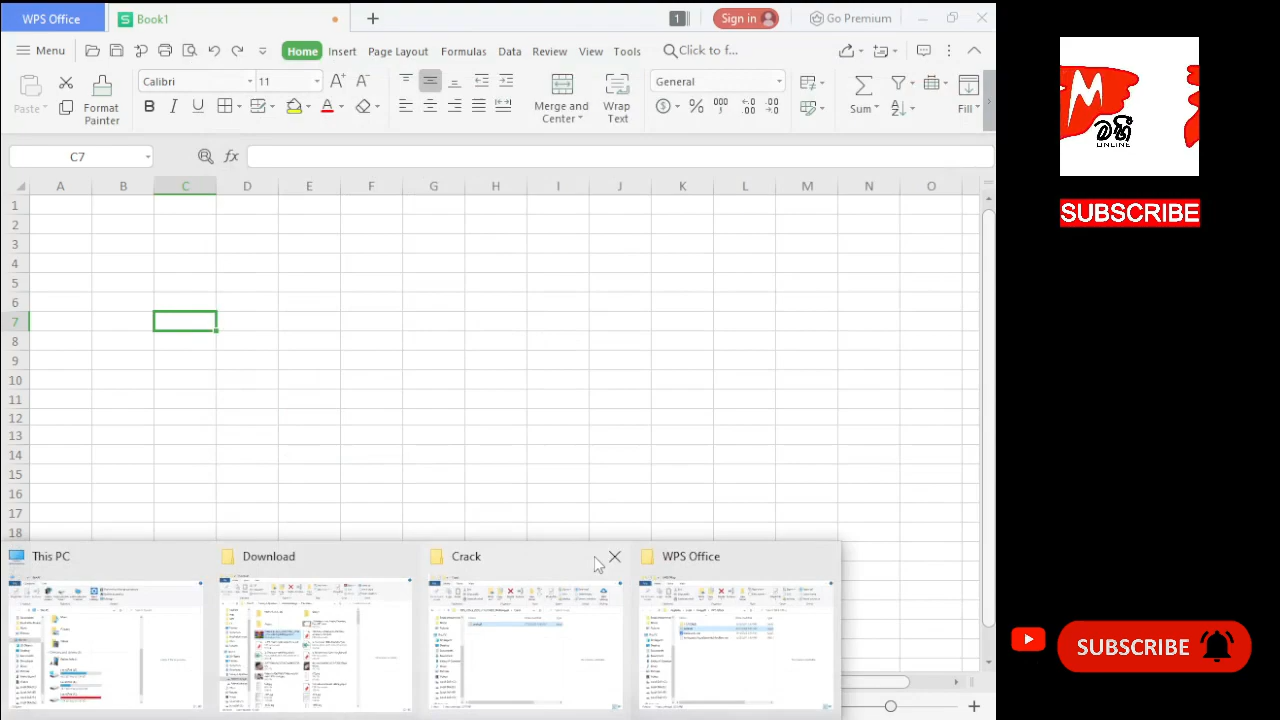 WPS Office
Book1
1
Sign in
Go Premium
Menu
Home
Insert
Page Layout
Formulas
Data
Review
View
Tools
Click to f...
Paste
Format
Painter
Calibri
11
Merge and
Center
Wrap
Text
General
Sum
Fill
C7
fx
A B C D E F G H I J K L M N O
1
2
3
4
5
6
7
8
9
10
11
12
13
14
15
16
17
18
This PC
Download
Crack
WPS Office
M
මහී
ONLINE
SUBSCRIBE
SUBSCRIBE